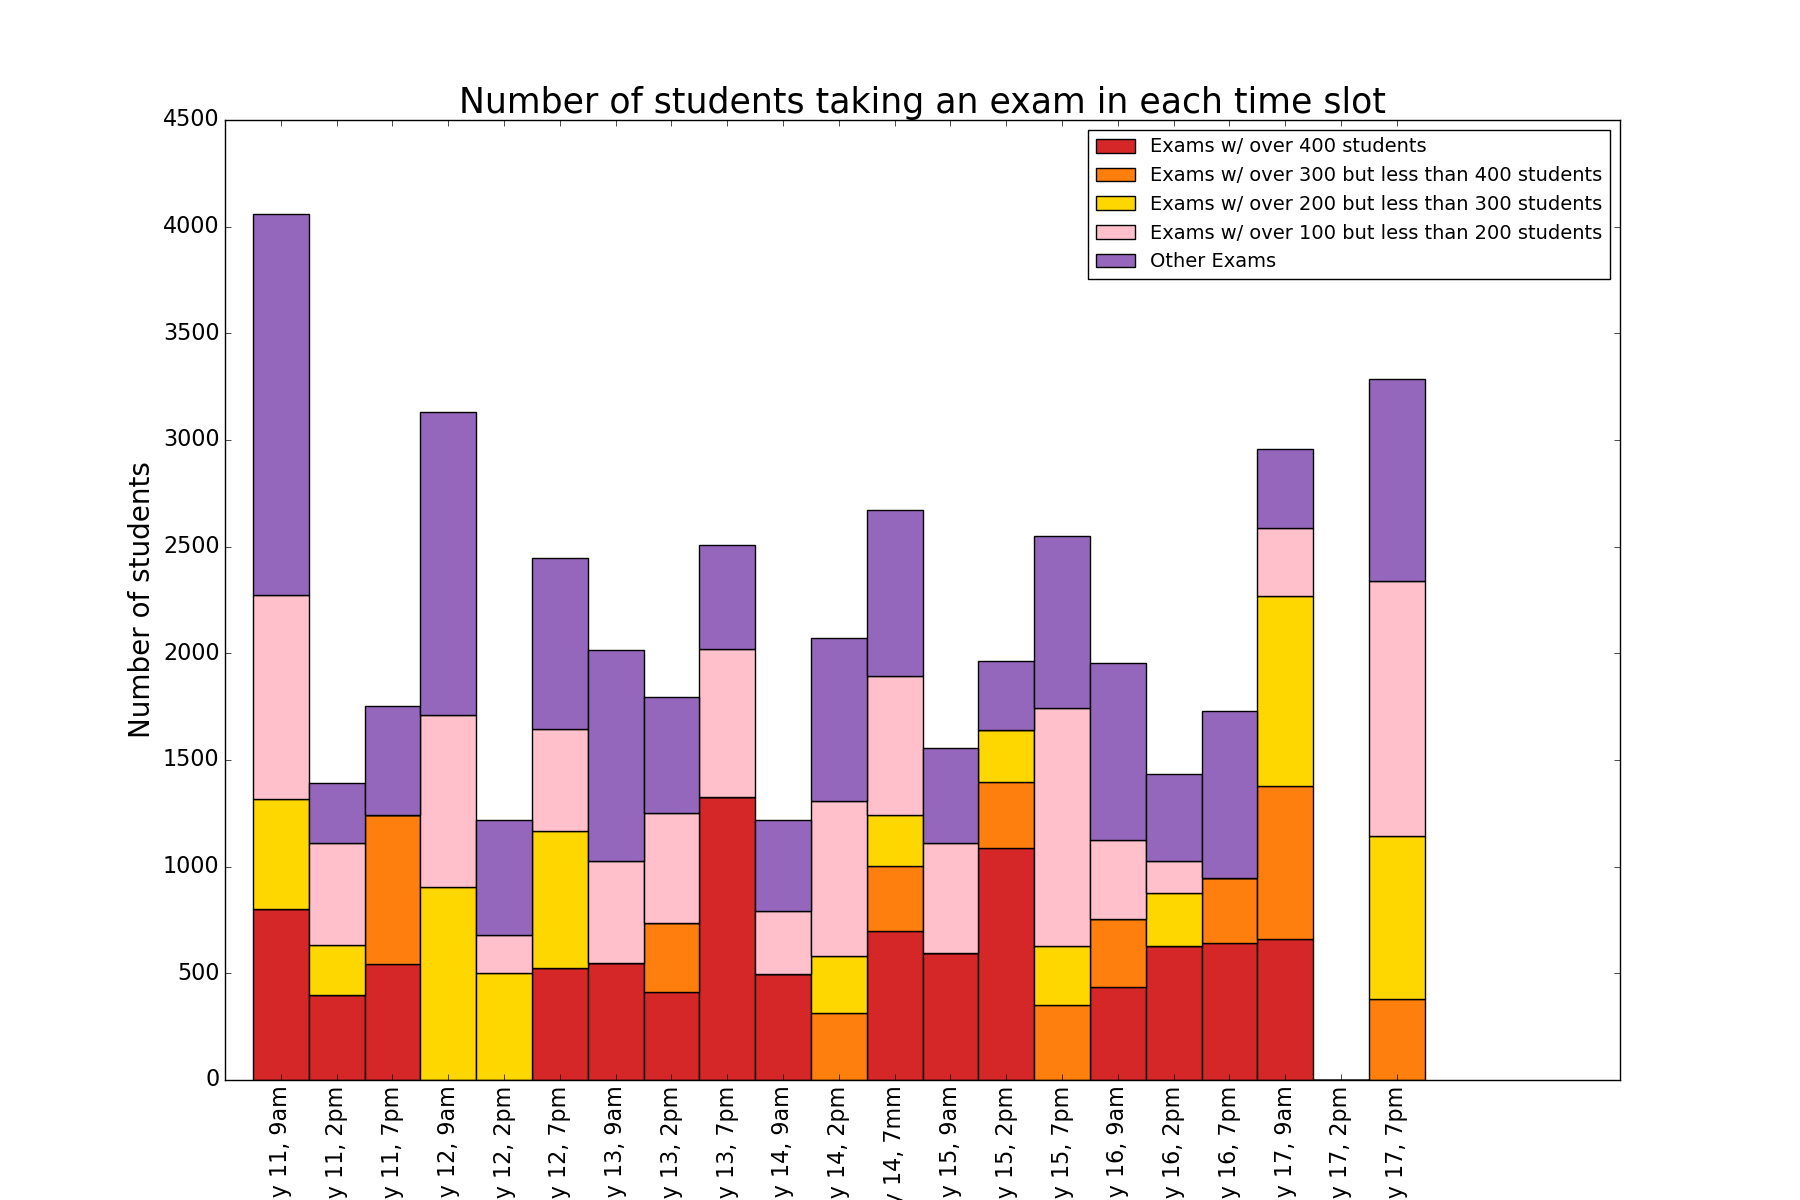 Number of students taking an exam in each time slot
Exams w/ over 400 students
Exams w/ over 300 but less than 400 students
Exams w/ over 200 but less than 300 students
Exams w/ over 100 but less than 200 students
Other Exams
Number of students
4500
4000
3500
3000
2500
2000
1500
1000
500
0
y 11, 9am
y 11, 2pm
y 11, 7pm
y 12, 9am
y 12, 2pm
y 12, 7pm
y 13, 9am
y 13, 2pm
y 13, 7pm
y 14, 9am
y 14, 2pm
y 14, 7mm
y 15, 9am
y 15, 2pm
y 15, 7pm
y 16, 9am
y 16, 2pm
y 16, 7pm
y 17, 9am
y 17, 2pm
y 17, 7pm